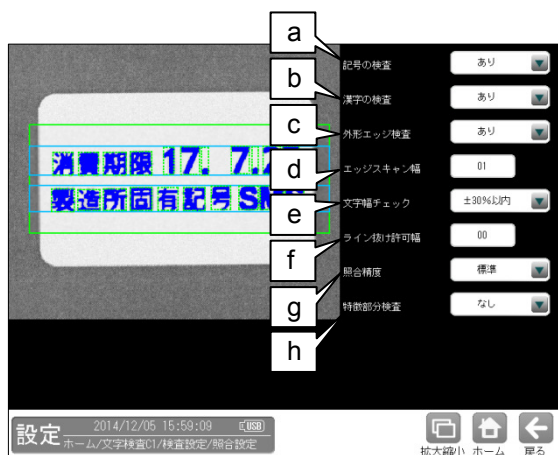 a
記号の検査 あり
b
漢字の検査 あり
c
外形エッジ検査 あり
d
エッジスキャン幅 01
e
文字幅チェック ±30%以内
f
ライン抜け許可幅 00
g
照合精度 標準
h
特徴部分検査 なし
消費期限 17. 7.2
製造所固有記号SM
設定
2014/12/05 15:59:09 USB
ホーム/文字検査C1/検査設定/照合設定
拡大縮小 ホーム 戻る